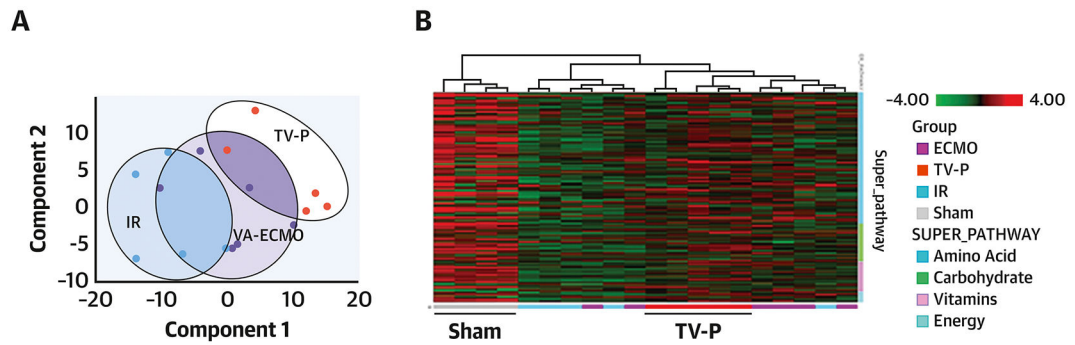 A
B
Component 2
10
5
0
-5
-10
-20
-10
0
10
20
Component 1
TV-P
IR
VA-ECMO
Super_pathway
Sham
TV-P
-4.00
4.00
Group
ECMO
TV-P
IR
Sham
SUPER_PATHWAY
Amino Acid
Carbohydrate
Vitamins
Energy